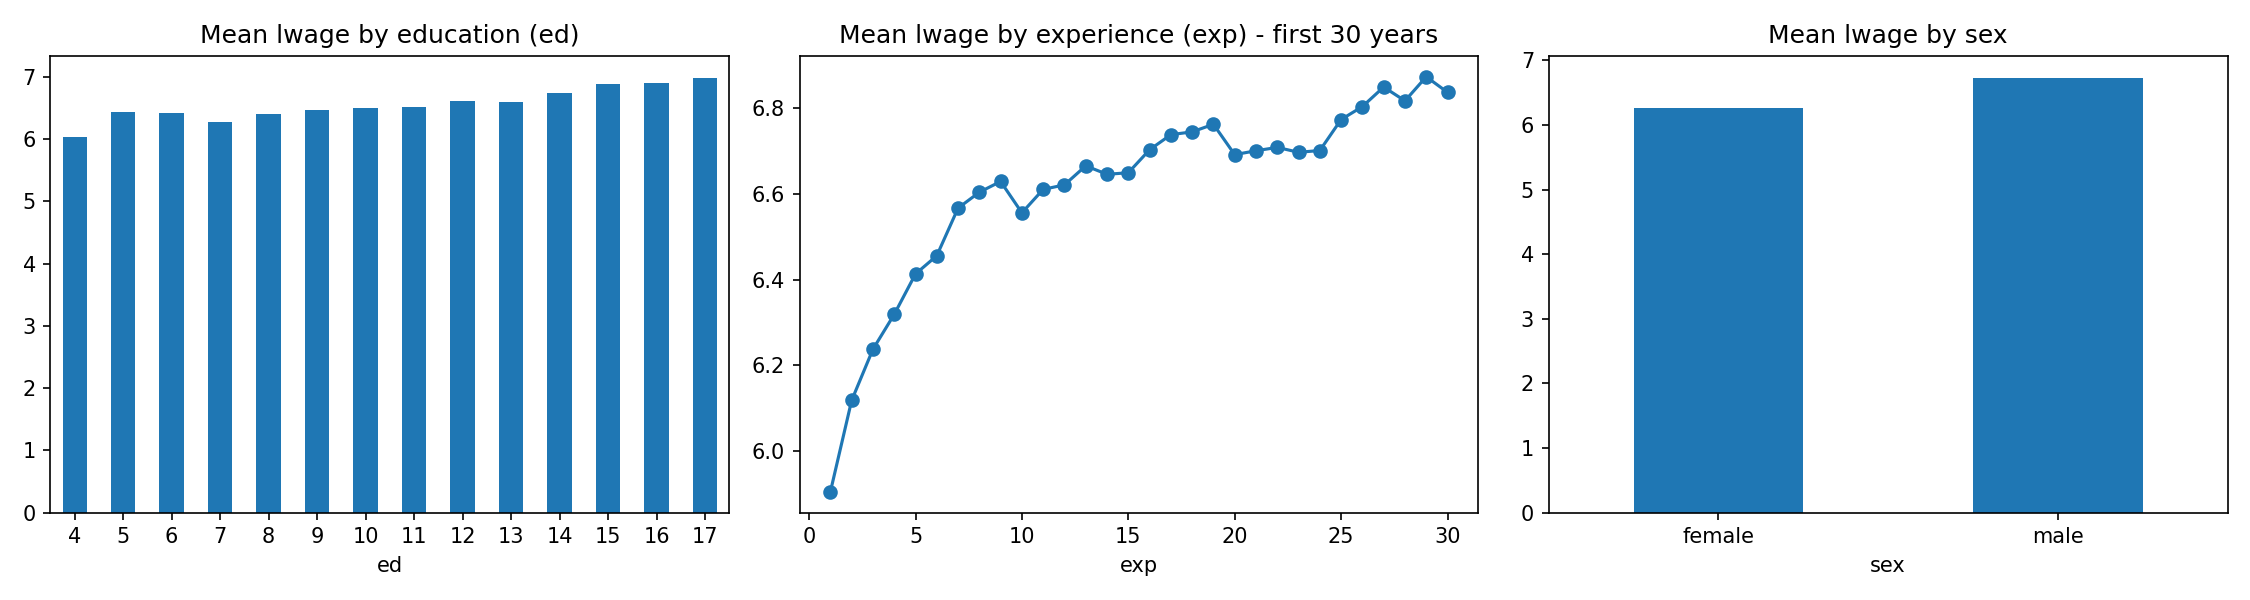 Mean lwage by education (ed)
7
6
5
4
3
2
1
0
4 5 6 7 8 9 10 11 12 13 14 15 16 17
ed
Mean lwage by experience (exp) - first 30 years
6.8
6.6
6.4
6.2
6.0
0 5 10 15 20 25 30
exp
Mean lwage by sex
7
6
5
4
3
2
1
0
female male
sex